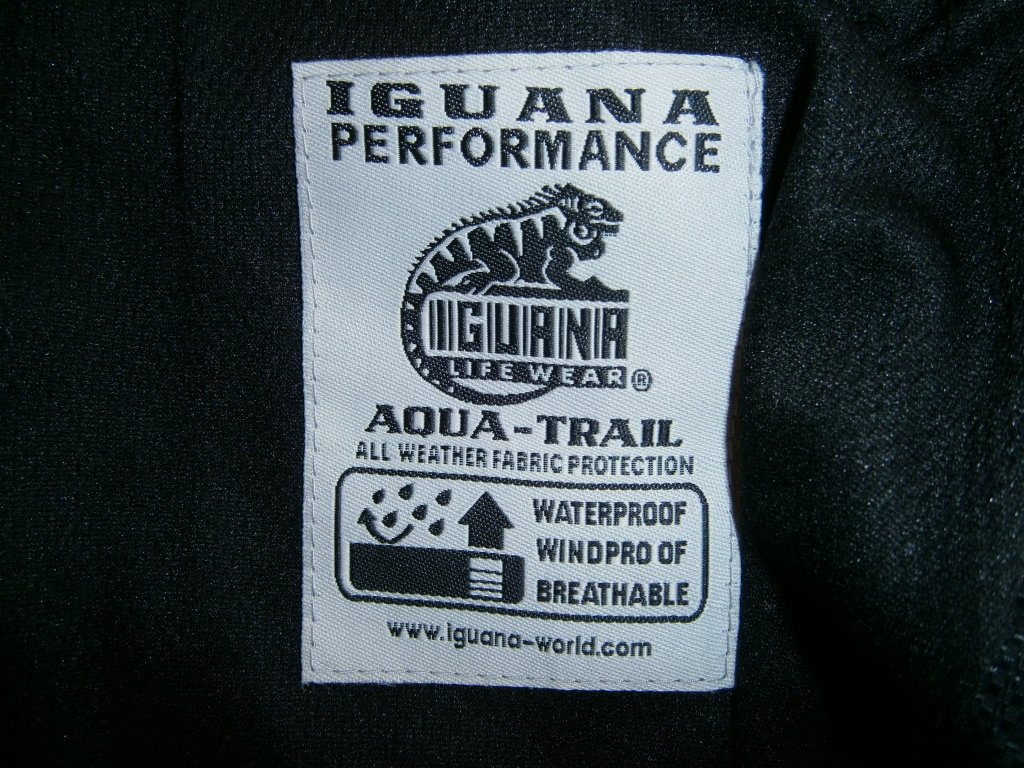 IGUANA
PERFORMANCE
IGUANA
LIFE WEAR ®
AQUA-TRAIL
ALL WEATHER FABRIC PROTECTION
WATERPROOF
WINDPRO OF
BREATHABLE
www.iguana-world.com